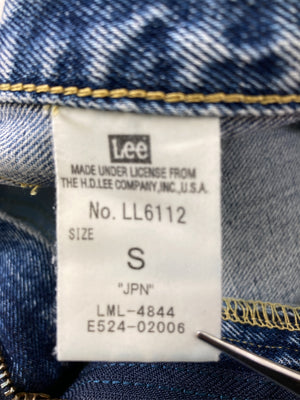 Lee
MADE UNDER LICENSE FROM
THE H.D.LEE COMPANY,INC.,U.S.A.
No. LL6112
SIZE
S
"JPN"
LML-4844
E524-02006